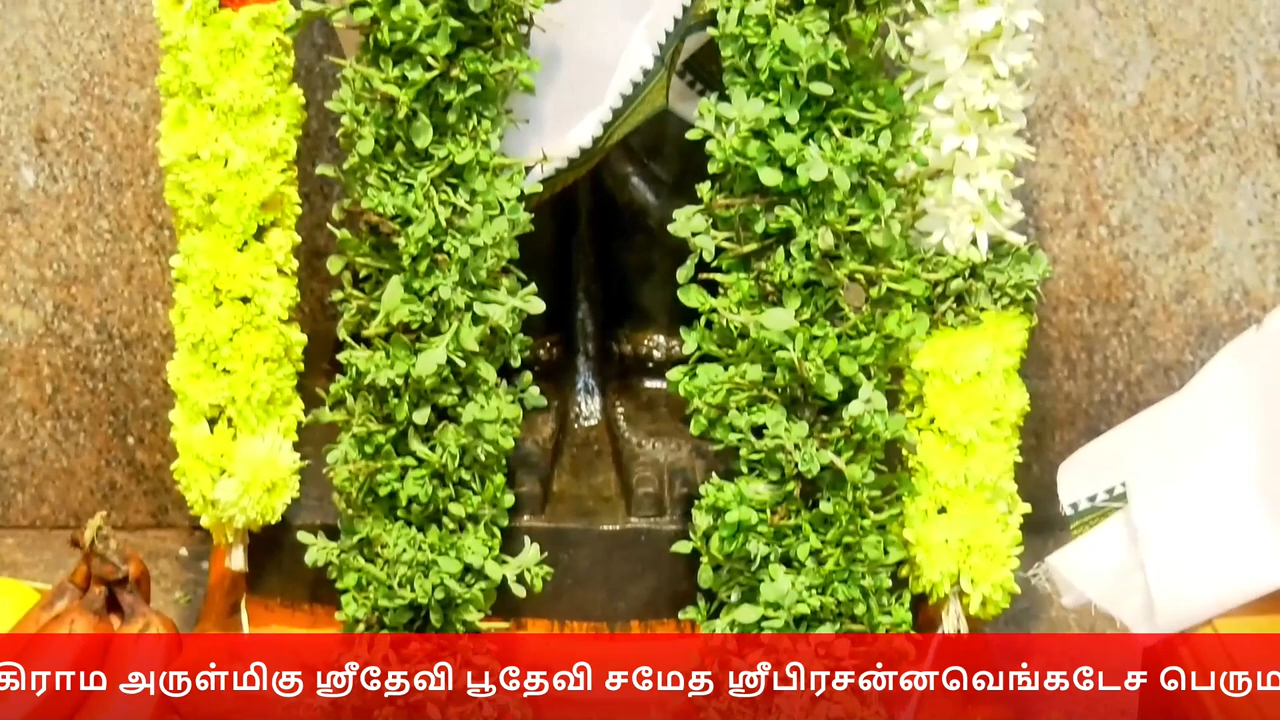 கிராம அருள்மிகு ஸ்ரீதேவி பூதேவி சமேத ஸ்ரீபிரசன்னவெங்கடேச பெரும